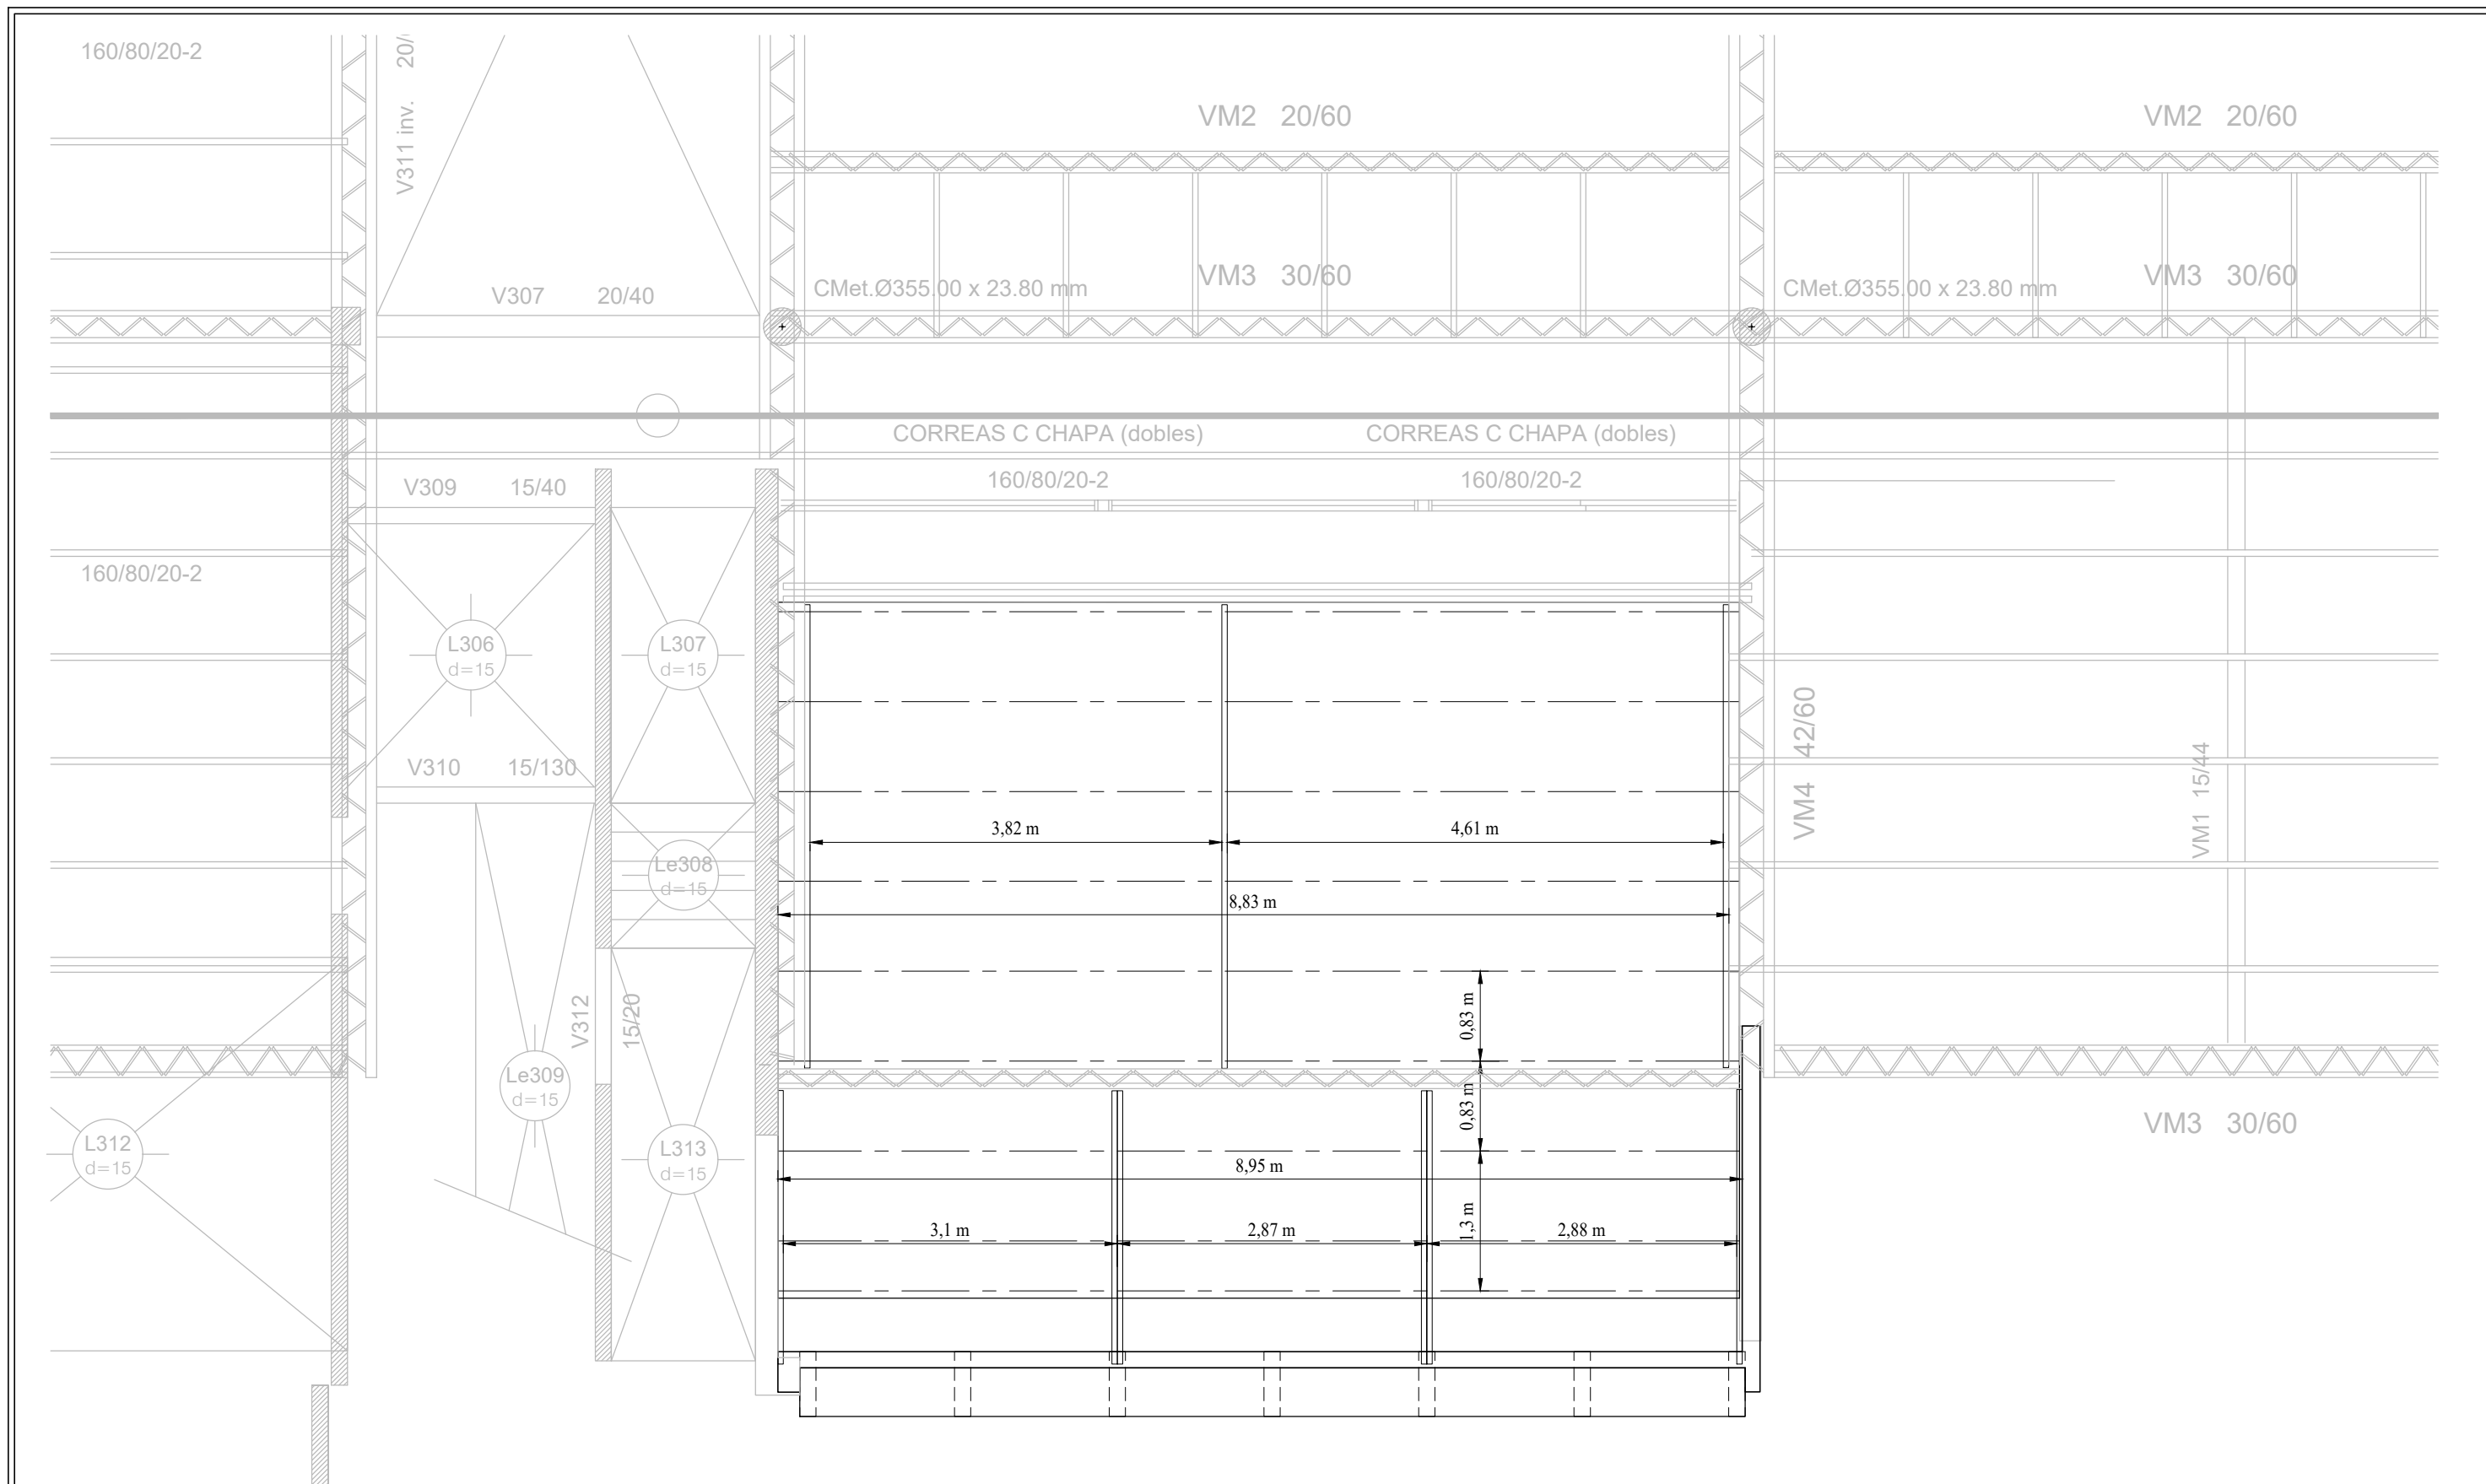 160/80/20-2
V311 inv.
VM2 20/60
VM2 20/60
V307 20/40
CMet.Ø355.00 x 23.80 mm
VM3 30/60
CMet.Ø355.00 x 23.80 mm
VM3 30/60
CORREAS C CHAPA (dobles)
CORREAS C CHAPA (dobles)
V309 15/40
160/80/20-2
160/80/20-2
160/80/20-2
L306
d=15
L307
d=15
VM4 42/60
V310 15/130
VM1 15/44
3,82 m
4,61 m
Le308
d=15
8,83 m
0,83 m
V312 15/20
Le309
d=15
0,83 m
L312
d=15
L313
d=15
VM3 30/60
8,95 m
1,3 m
3,1 m
2,87 m
2,88 m